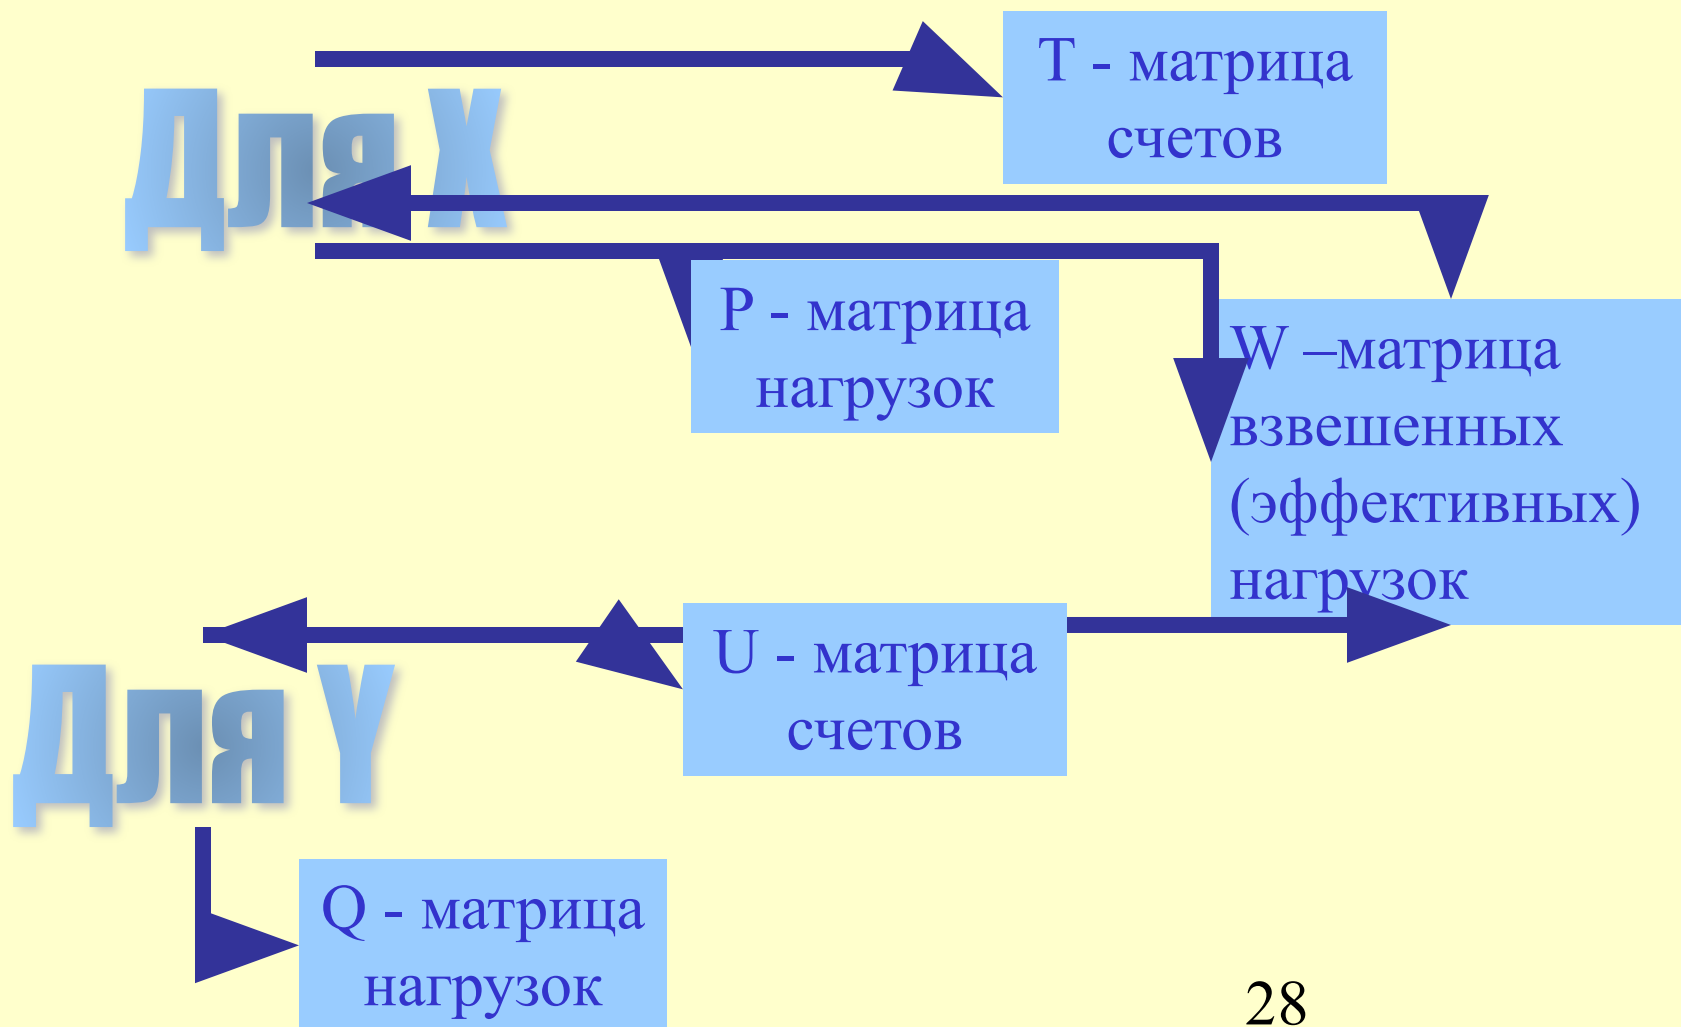 Для X
T - матрица
счетов
P - матрица
нагрузок
W –матрица
взвешенных
(эффективных)
нагрузок
Для Y
U - матрица
счетов
Q - матрица
нагрузок
28